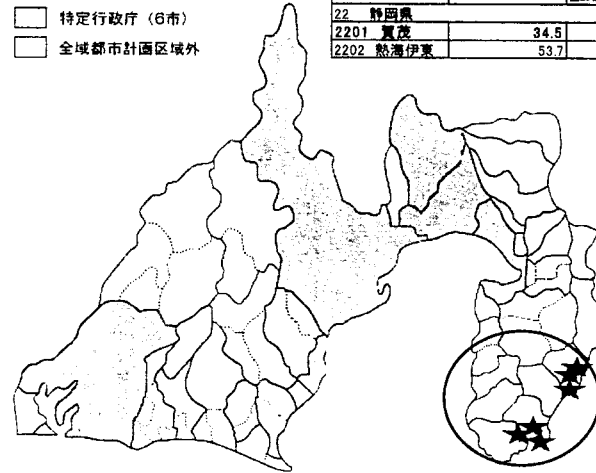 特定行政庁（6市）
全域都市計画区域外
22 静岡県
2201 賀茂 34.5
2202 熱海伊東 53.7